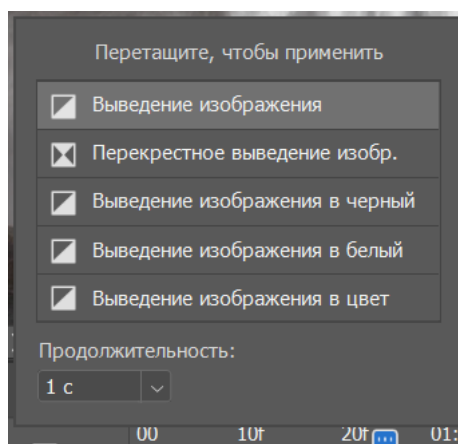 Перетащите, чтобы применить
Выведение изображения
Перекрестное выведение изобр.
Выведение изображения в черный
Выведение изображения в белый
Выведение изображения в цвет
Продолжительность:
1 с
00 10f 20f 01: